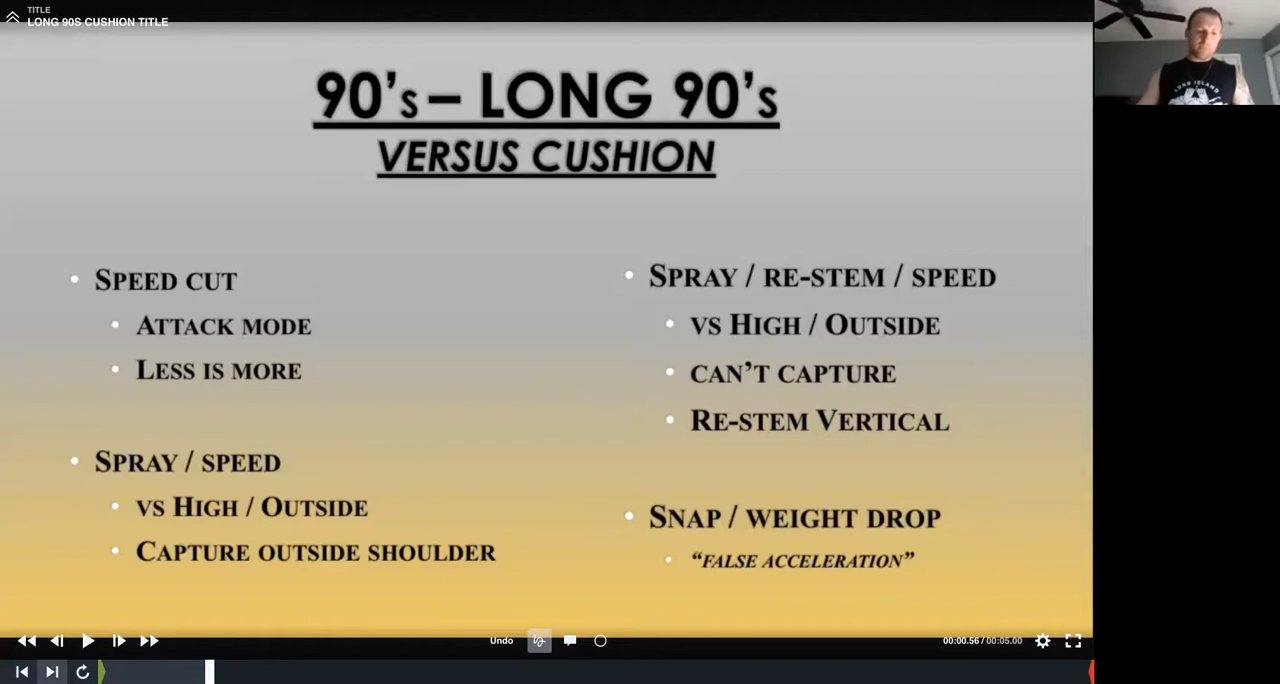 TITLE
LONG 90S CUSHION TITLE
90's – LONG 90's
VERSUS CUSHION
SPEED CUT
ATTACK MODE
LESS IS MORE
SPRAY / SPEED
VS HIGH / OUTSIDE
CAPTURE OUTSIDE SHOULDER
SPRAY / RE-STEM / SPEED
VS HIGH / OUTSIDE
CAN'T CAPTURE
RE-STEM VERTICAL
SNAP / WEIGHT DROP
"FALSE ACCELERATION"
LONG ISLAND
Undo
00:00.56 / 00:05.00